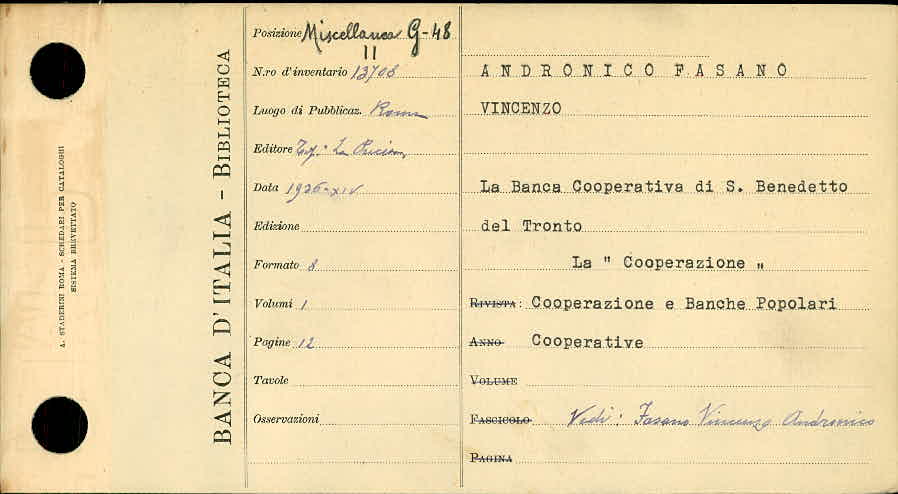 A. STADERINI ROMA - SCHEDARI PER CATALOGHI
SISTEMA BREVETTATO
BANCA D'ITALIA - BIBLIOTECA
Posizione Miscellanea G-48
II
N.ro d'inventario 13708
Luogo di Pubblicaz. Roma
Editore Tip: La
Data 1936-XIV
Edizione
Formato 8
Volumi 1
Pagine 12
Tavole
Osservazioni
ANDRONICO FASANO
VINCENZO
La Banca Cooperativa di S. Benedetto
del Tronto
La " Cooperazione "
RIVISTA: Cooperazione e Banche Popolari
ANNO Cooperative
VOLUME
FASCICOLO Vedi: Fasano Vincenzo Andronico
PAGINA